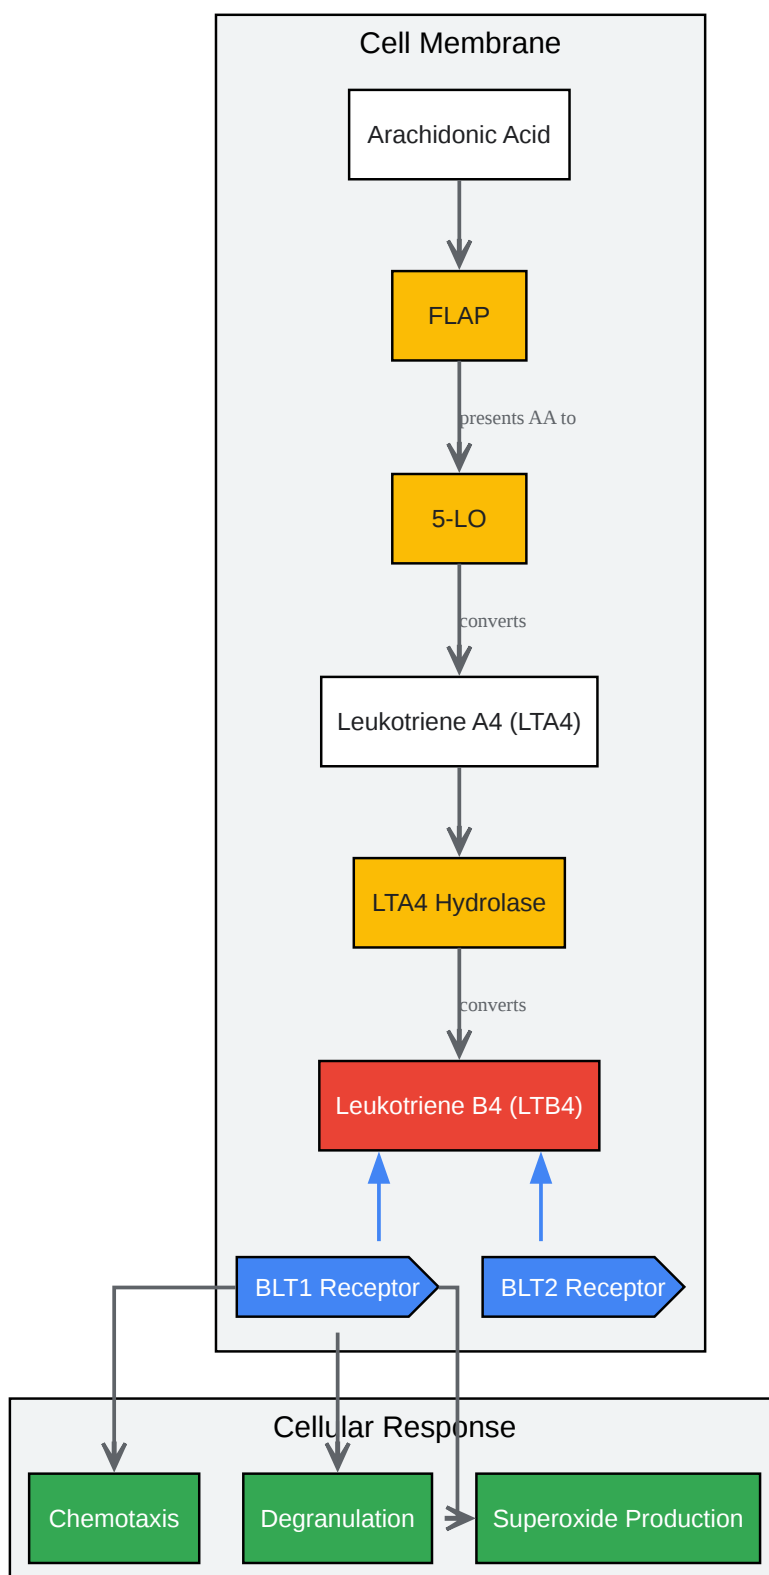 Cell Membrane
Arachidonic Acid
FLAP
presents AA to
5-LO
converts
Leukotriene A4 (LTA4)
LTA4 Hydrolase
converts
Leukotriene B4 (LTB4)
BLT1 Receptor
BLT2 Receptor
Cellular Response
Chemotaxis
Degranulation
Superoxide Production